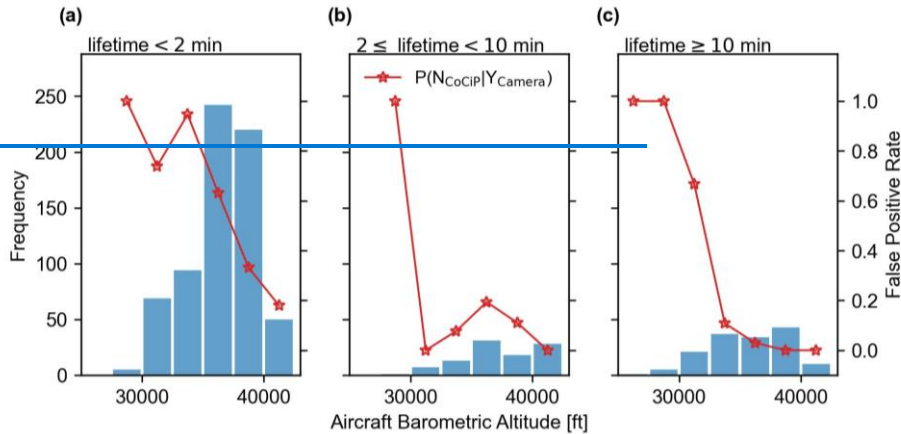 (a)
(b)
(c)
lifetime < 2 min
2 ≤ lifetime < 10 min
lifetime ≥ 10 min
P(N_CoCiP|Y_Camera)
250
200
150
100
50
0
Frequency
1.0
0.8
0.6
0.4
0.2
0.0
False Positive Rate
30000
40000
30000
40000
30000
40000
Aircraft Barometric Altitude [ft]